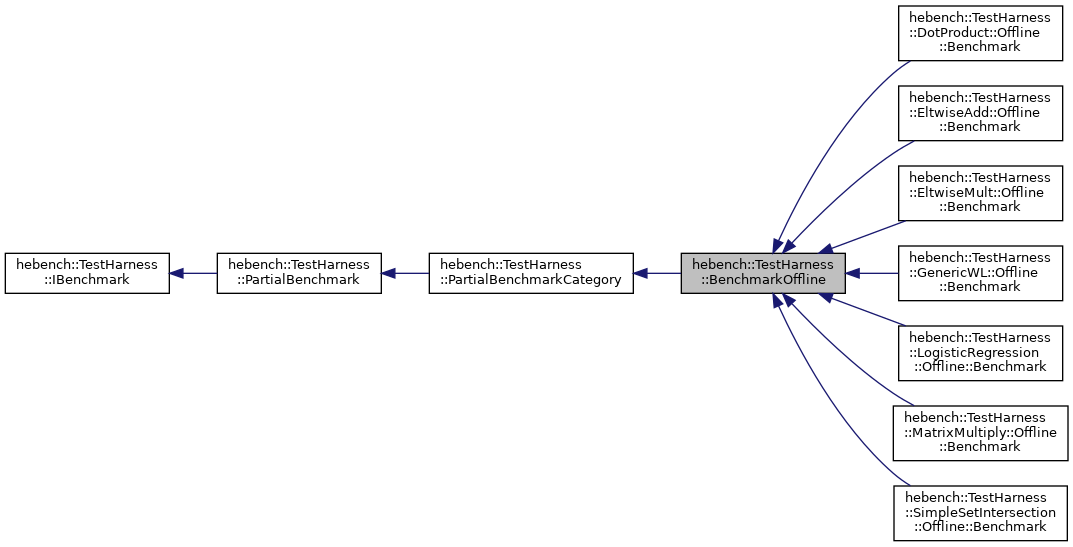 hebench::TestHarness
::IBenchmark
hebench::TestHarness
::PartialBenchmark
hebench::TestHarness
::PartialBenchmarkCategory
hebench::TestHarness
::BenchmarkOffline
hebench::TestHarness
::DotProduct::Offline
::Benchmark
hebench::TestHarness
::EltwiseAdd::Offline
::Benchmark
hebench::TestHarness
::EltwiseMult::Offline
::Benchmark
hebench::TestHarness
::GenericWL::Offline
::Benchmark
hebench::TestHarness
::LogisticRegression
::Offline::Benchmark
hebench::TestHarness
::MatrixMultiply::Offline
::Benchmark
hebench::TestHarness
::SimpleSetIntersection
::Offline::Benchmark